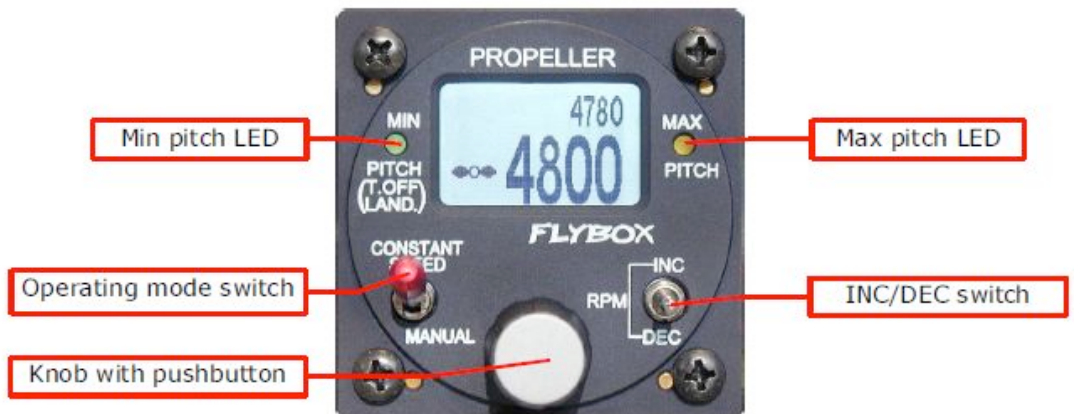 PROPELLER
4780
MIN
MAX
Min pitch LED
Max pitch LED
4800
PITCH
PITCH
(T.OFF
LAND.)
FLYBOX
CONSTANT
SPEED
INC
Operating mode switch
RPM
INC/DEC switch
MANUAL
DEC
Knob with pushbutton